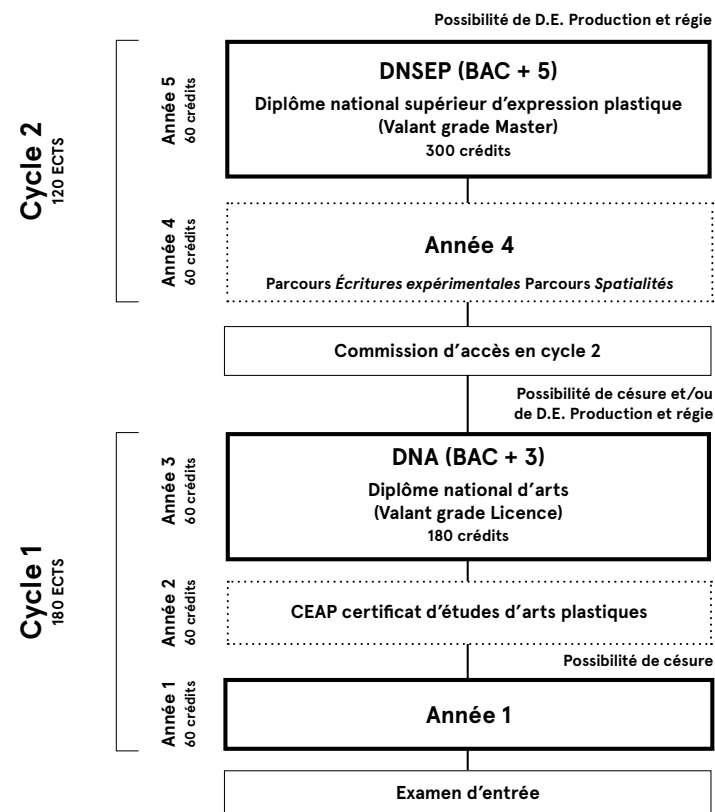 Possibilité de D.E. Production et régie
Cycle 2
120 ECTS
Année 5
60 crédits
DNSEP (BAC + 5)
Diplôme national supérieur d’expression plastique
(Valant grade Master)
300 crédits
Année 4
60 crédits
Année 4
Parcours Écritures expérimentales Parcours Spatialités
Commission d’accès en cycle 2
Possibilité de césure et/ou
de D.E. Production et régie
Cycle 1
180 ECTS
Année 3
60 crédits
DNA (BAC + 3)
Diplôme national d’arts
(Valant grade Licence)
180 crédits
Année 2
60 crédits
CEAP certificat d’études d’arts plastiques
Possibilité de césure
Année 1
60 crédits
Année 1
Examen d’entrée